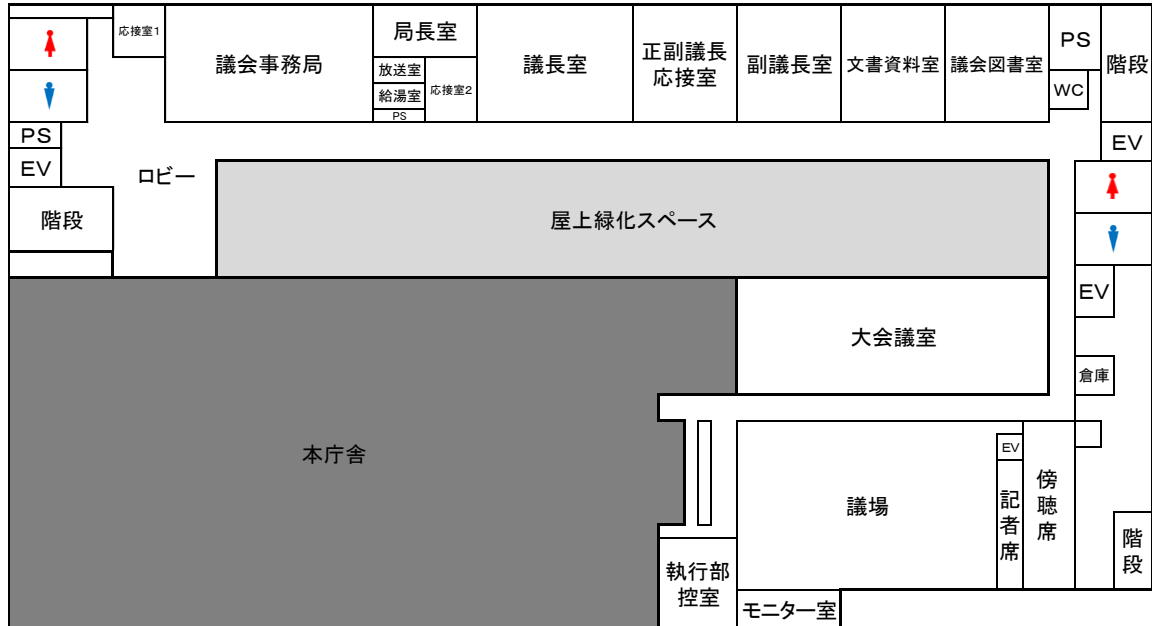 応接室1
議会事務局
局長室
放送室
給湯室
PS
応接室2
議長室
正副議長
応接室
副議長室
文書資料室
議会図書室
PS
WC
階段
EV
PS
EV
階段
ロビー
屋上緑化スペース
EV
大会議室
倉庫
本庁舎
議場
EV
記者席
傍聴席
階段
執行部
控室
モニター室